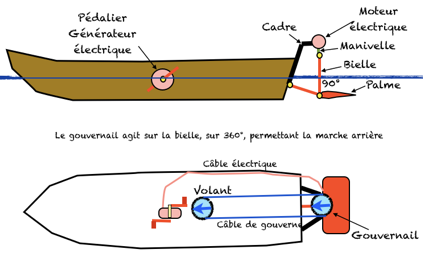 Pédalier
Générateur
électrique
Cadre
Moteur
électrique
Manivelle
Bielle
90°
Palme
Le gouvernail agit sur la bielle, sur 360°, permettant la marche arrière
Câble électrique
Volant
Câble de gouverne
Gouvernail